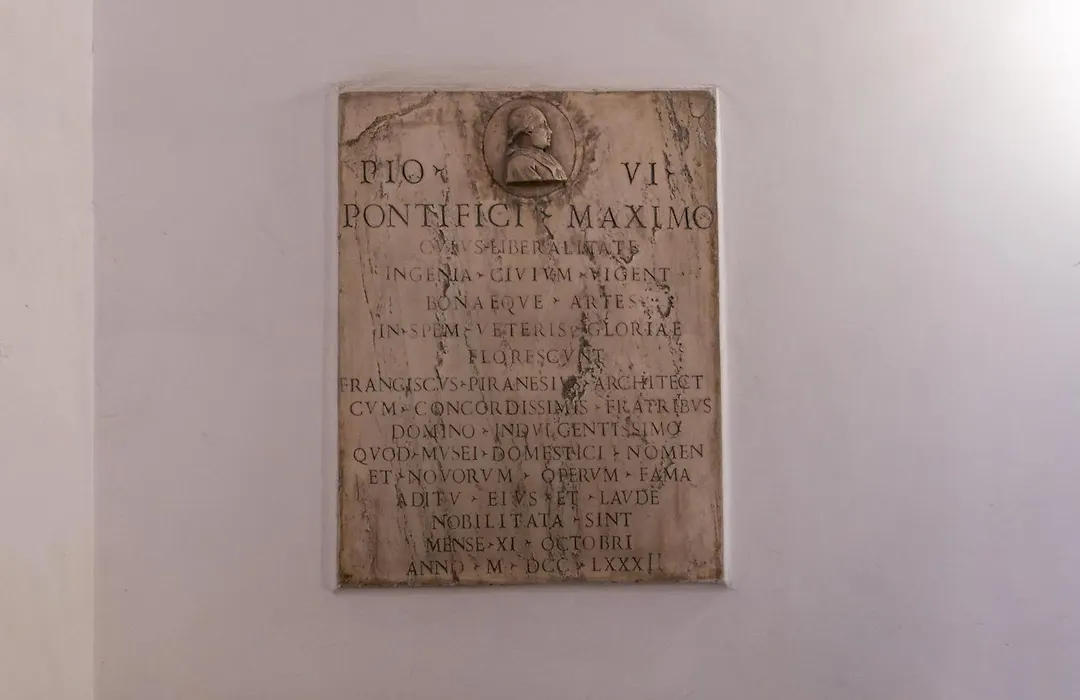 PIO VI
PONTIFICI MAXIMO
CVIVS LIBERALITATE
INGENIA CIVIVM VIGENT
BONAEQVE ARTES
IN SPEM VETERIS GLORIAE
FLORESCVNT
FRANCISCVS PIRANESIVS ARCHITECT
CVM CONCORDISSIMIS FRATRIBVS
DOMINO INDVLGENTISSIMO
QVOD MVSEI DOMESTICI NOMEN
ET NOVORVM OPERVM FAMA
ADITV EIVS ET LAVDE
NOBILITATA SINT
MENSE XI OCTOBRI
ANNO M DCC LXXXII